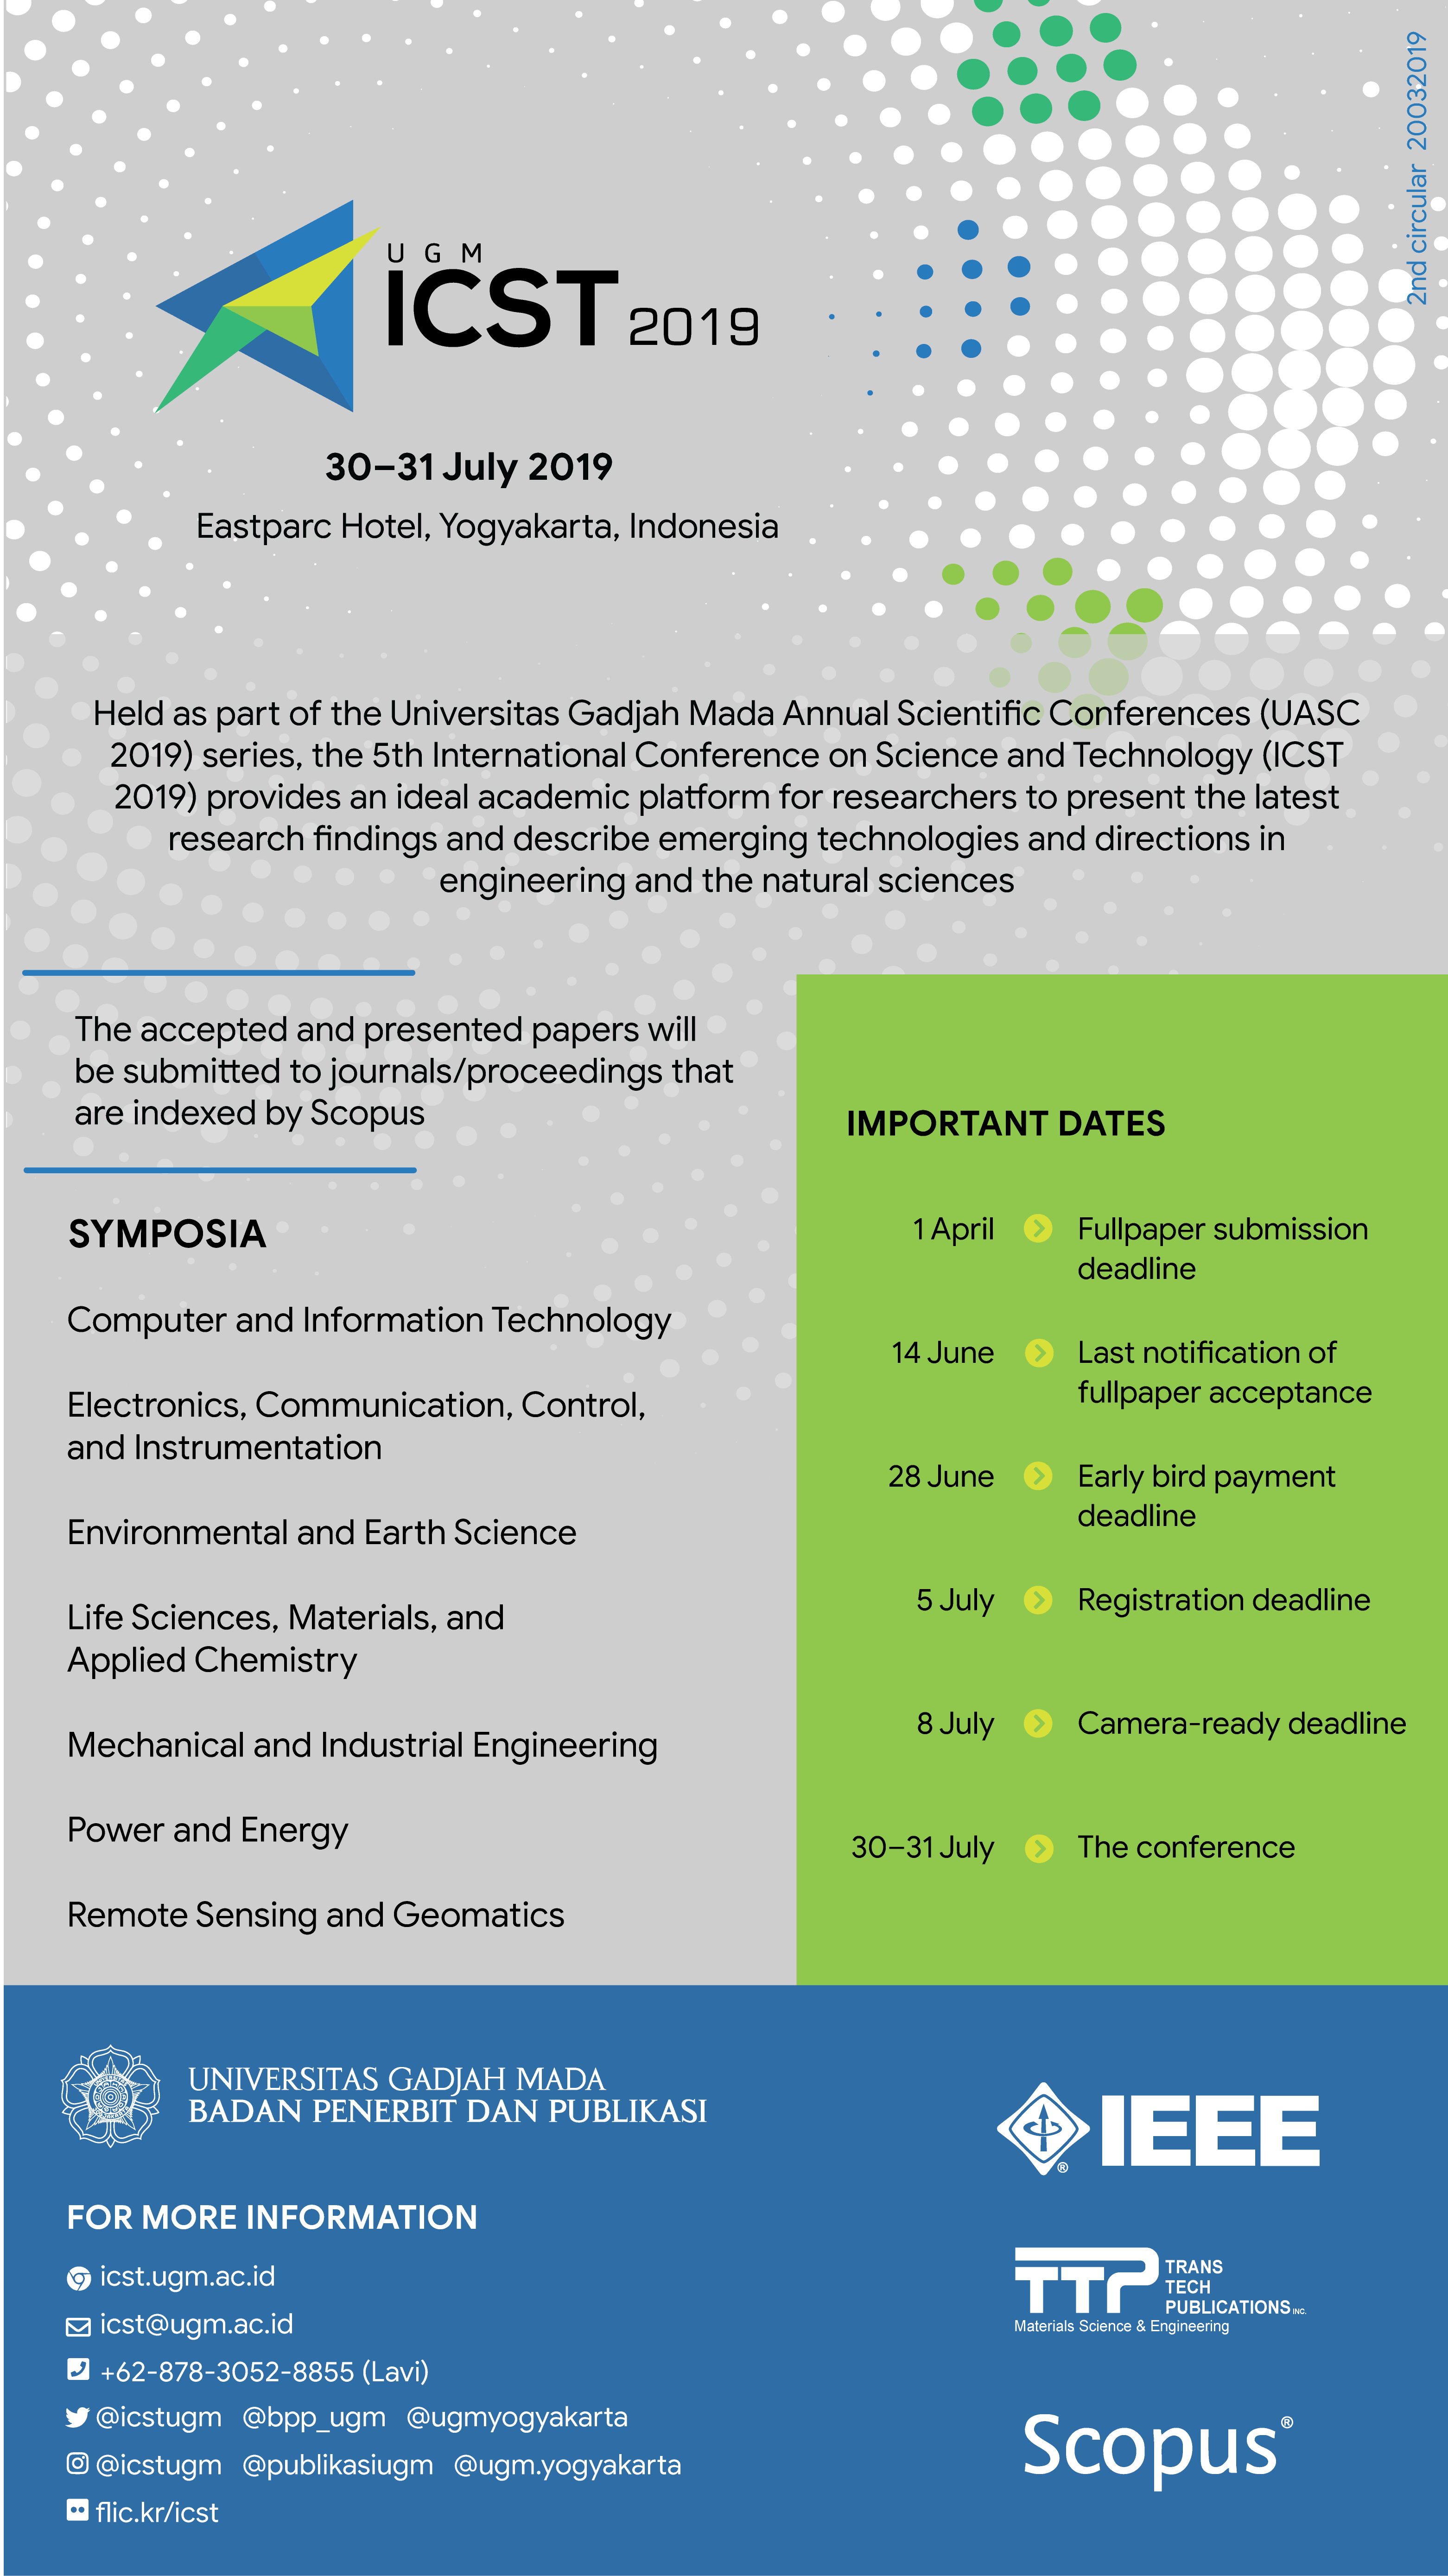 2nd circular 20032019
UGM
ICST 2019
30–31 July 2019
Eastparc Hotel, Yogyakarta, Indonesia
Held as part of the Universitas Gadjah Mada Annual Scientific Conferences (UASC
2019) series, the 5th International Conference on Science and Technology (ICST
2019) provides an ideal academic platform for researchers to present the latest
research findings and describe emerging technologies and directions in
engineering and the natural sciences
The accepted and presented papers will
be submitted to journals/proceedings that
are indexed by Scopus
SYMPOSIA
Computer and Information Technology
Electronics, Communication, Control,
and Instrumentation
Environmental and Earth Science
Life Sciences, Materials, and
Applied Chemistry
Mechanical and Industrial Engineering
Power and Energy
Remote Sensing and Geomatics
IMPORTANT DATES
1 April Fullpaper submission
deadline
14 June Last notification of
fullpaper acceptance
28 June Early bird payment
deadline
5 July Registration deadline
8 July Camera-ready deadline
30–31 July The conference
UNIVERSITAS GADJAH MADA
BADAN PENERBIT DAN PUBLIKASI
FOR MORE INFORMATION
icst.ugm.ac.id
icst@ugm.ac.id
+62-878-3052-8855 (Lavi)
@icstugm @bpp_ugm @ugmyogyakarta
@icstugm @publikasiugm @ugm.yogyakarta
flic.kr/icst
® IEEE
TTP TRANS
TECH
PUBLICATIONS INC.
Materials Science & Engineering
Scopus®